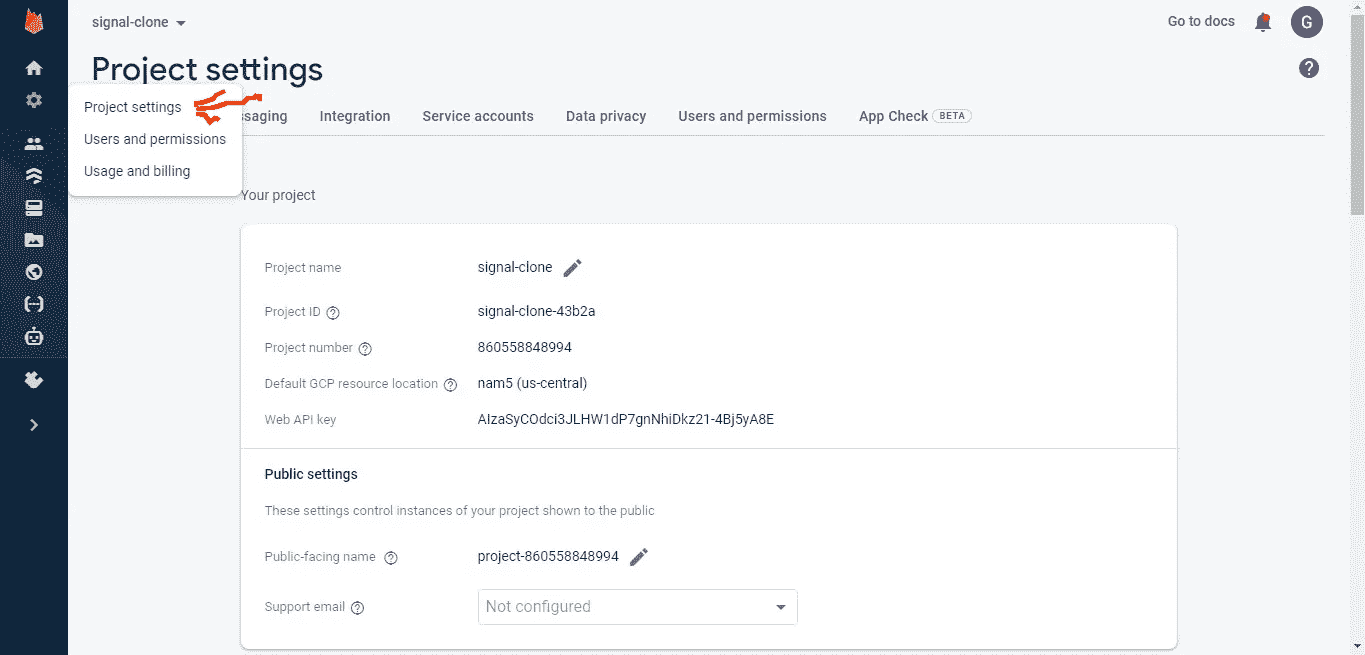 signal-clone
Go to docs
G
Project settings
Project settings
Users and permissions
Usage and billing
ssaging Integration Service accounts Data privacy Users and permissions App Check BETA
Your project
Project name signal-clone
Project ID signal-clone-43b2a
Project number 860558848994
Default GCP resource location nam5 (us-central)
Web API key AIzaSyCOdci3JLHW1dP7gnNhiDkz21-4Bj5yA8E
Public settings
These settings control instances of your project shown to the public
Public-facing name project-860558848994
Support email Not configured